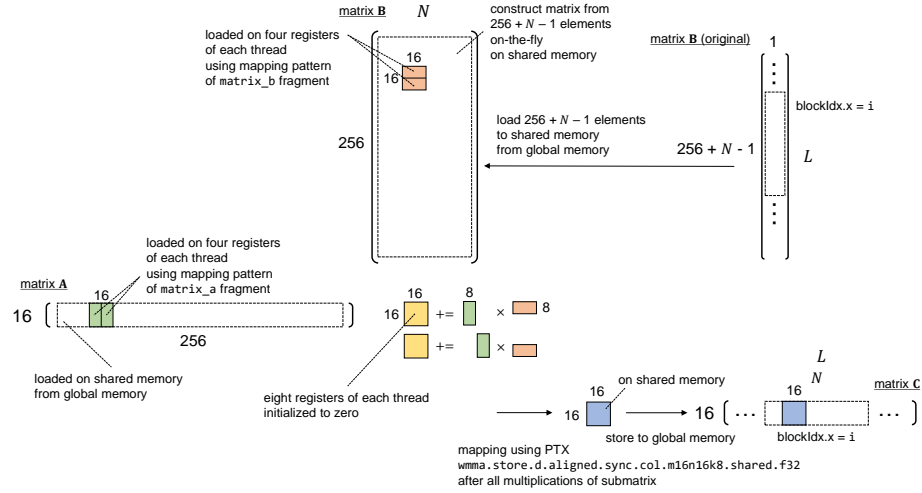 matrix B
N
loaded on four registers
of each thread
using mapping pattern
of matrix_b fragment
16
16
256
construct matrix from
256 + N − 1 elements
on-the-fly
on shared memory
load 256 + N − 1 elements
to shared memory
from global memory
matrix B (original)
1
blockIdx.x = i
256 + N - 1
L
matrix A
loaded on four registers
of each thread
using mapping pattern
of matrix_a fragment
16
16
256
loaded on shared memory
from global memory
16
16
+=
8
×
8
+=
×
eight registers of each thread
initialized to zero
16
16
on shared memory
store to global memory
mapping using PTX
wmma.store.d.aligned.sync.col.m16n16k8.shared.f32
after all multiplications of submatrix
L
N
matrix C
16
16
blockIdx.x = i